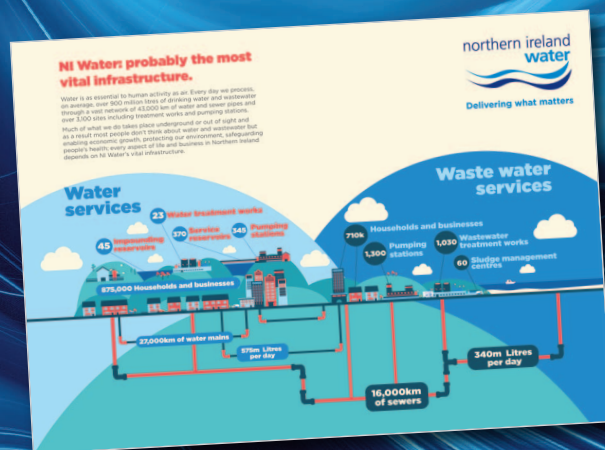 NI Water: probably the most
vital infrastructure.
Water is as essential to human activity as air. Every day we process,
on average, over 900 million litres of drinking water and wastewater
through a vast network of 43,000 km of water and sewer pipes and
over 3,100 sites including treatment works and pumping stations.
Much of what we do takes place underground or out of sight and
as a result most people don't think about water and wastewater but
enabling economic growth, protecting our environment, safeguarding
people's health; every aspect of life and business in Northern Ireland
depends on NI Water's vital infrastructure.
northern ireland
water
Delivering what matters
Water
services
23 Water treatment works
45 Impounding
reservoirs
370 Service
reservoirs
345 Pumping
stations
875,000 Households and businesses
27,000km of water mains
575m Litres
per day
Waste water
services
710k Households and businesses
1,300 Pumping
stations
1,030 Wastewater
treatment works
60 Sludge management
centres
340m Litres
per day
16,000km
of sewers